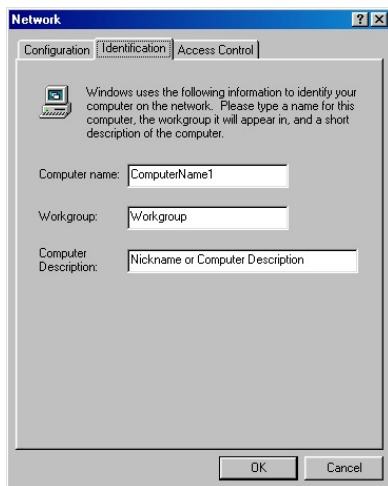 Network
Configuration Identification Access Control
Windows uses the following information to identify your
computer on the network. Please type a name for this
computer, the workgroup it will appear in, and a short
description of the computer.
Computer name: ComputerName1
Workgroup: Workgroup
Computer
Description: Nickname or Computer Description
OK Cancel